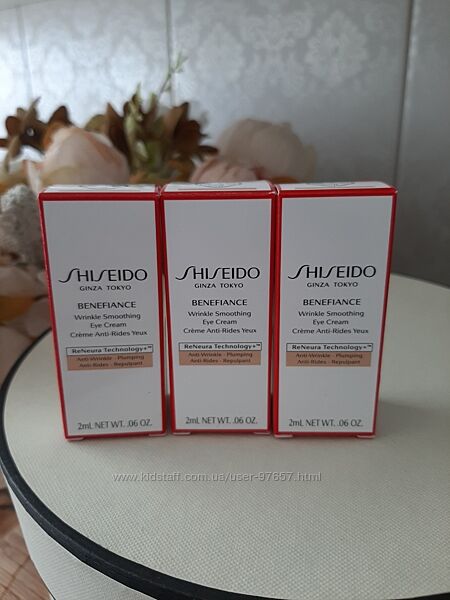 SHISEIDO
GINZA TOKYO
BENEFIANCE
Wrinkle Smoothing
Eye Cream
Crème Anti-Rides Yeux
ReNeura Technology+™
Anti-Wrinkle · Plumping
Anti-Rides · Repulpant
2mL NET WT. .06 OZ.
SHISEIDO
GINZA TOKYO
BENEFIANCE
Wrinkle Smoothing
Eye Cream
Crème Anti-Rides Yeux
ReNeura Technology+™
Anti-Wrinkle · Plumping
Anti-Rides · Repulpant
2mL NET WT. .06 OZ.
SHISEIDO
GINZA TOKYO
BENEFIANCE
Wrinkle Smoothing
Eye Cream
Crème Anti-Rides Yeux
ReNeura Technology+™
Anti-Wrinkle · Plumping
Anti-Rides · Repulpant
2mL NET WT. .06 OZ.
www.kidstaff.com.ua/user-97657.html